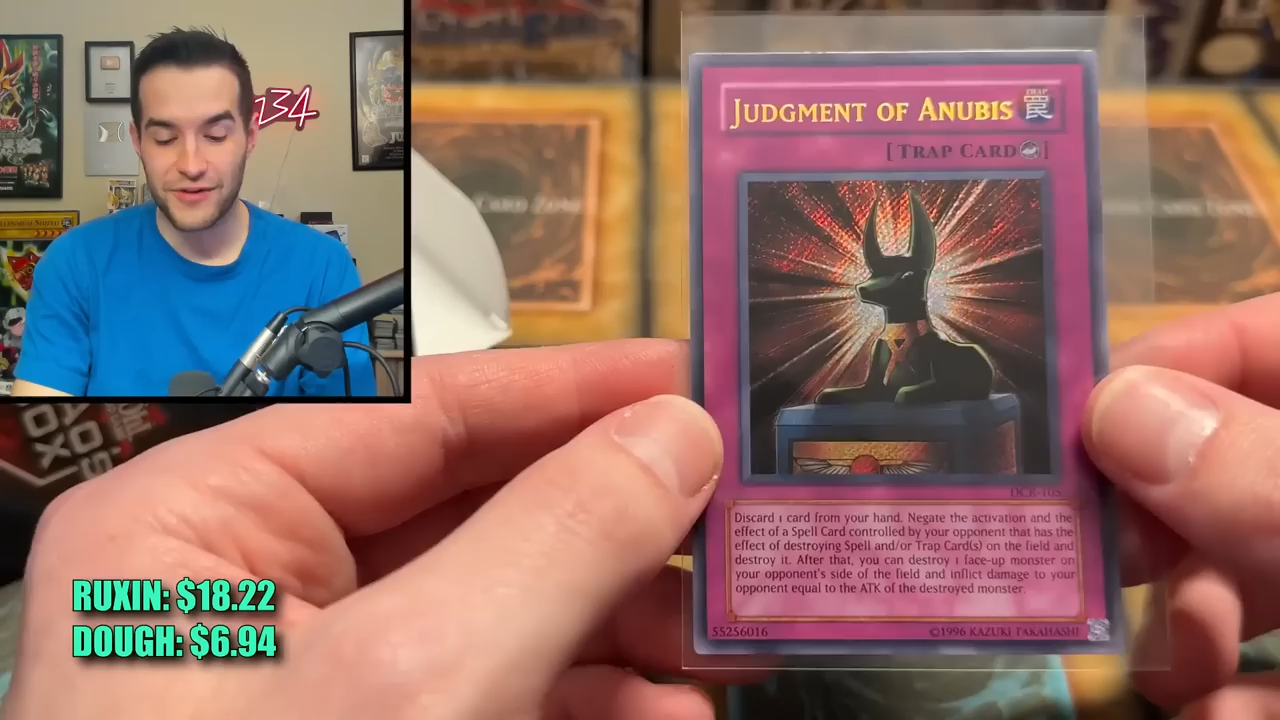 234
JUDGMENT OF ANUBIS
TRAP
罠
[TRAP CARD]
CARD ZONE
DCR-105
Discard 1 card from your hand. Negate the activation and the
effect of a Spell Card controlled by your opponent that has the
effect of destroying Spell and/or Trap Card(s) on the field and
destroy it. After that, you can destroy 1 face-up monster on
your opponent's side of the field and inflict damage to your
opponent equal to the ATK of the destroyed monster.
55256016
©1996 KAZUKI TAKAHASHI
RUXIN: $18.22
DOUGH: $6.94